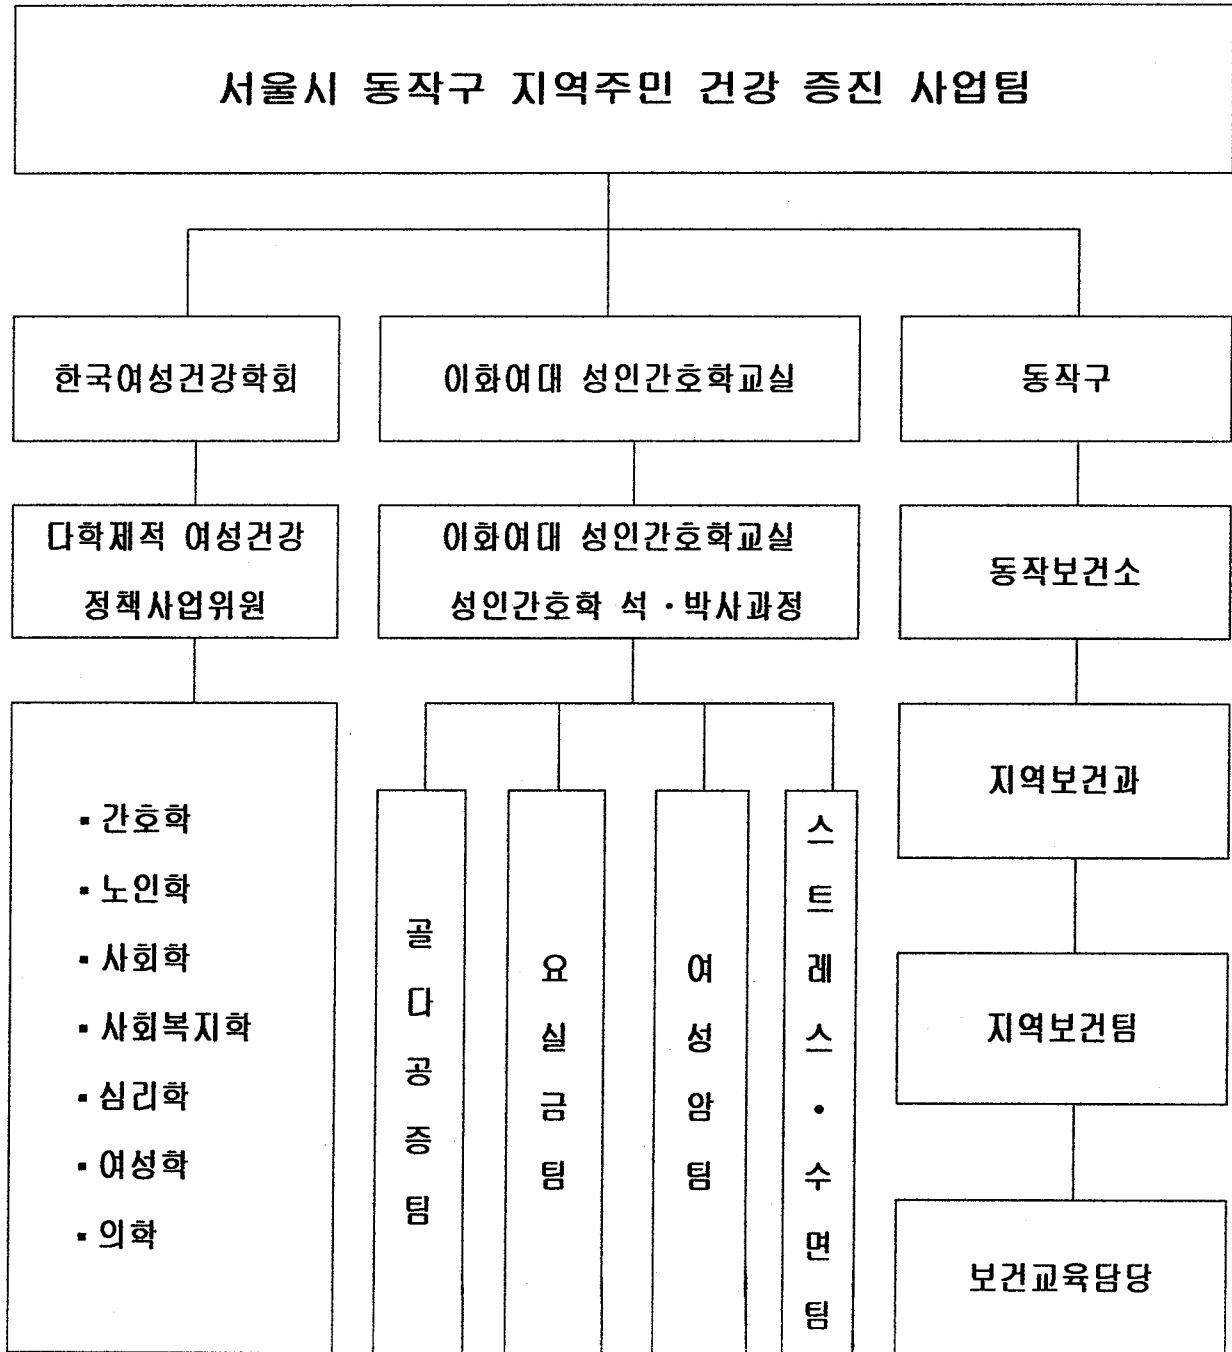 서울시 동작구 지역주민 건강 증진 사업팀
한국여성건강학회
이화여대 성인간호학교실
동작구
다학제적 여성건강
정책사업위원
이화여대 성인간호학교실
성인간호학 석・박사과정
동작보건소
▪ 간호학
▪ 노인학
▪ 사회학
▪ 사회복지학
▪ 심리학
▪ 여성학
▪ 의학
골다공증팀
요실금팀
여성암팀
스트레스・수면팀
지역보건과
지역보건팀
보건교육담당